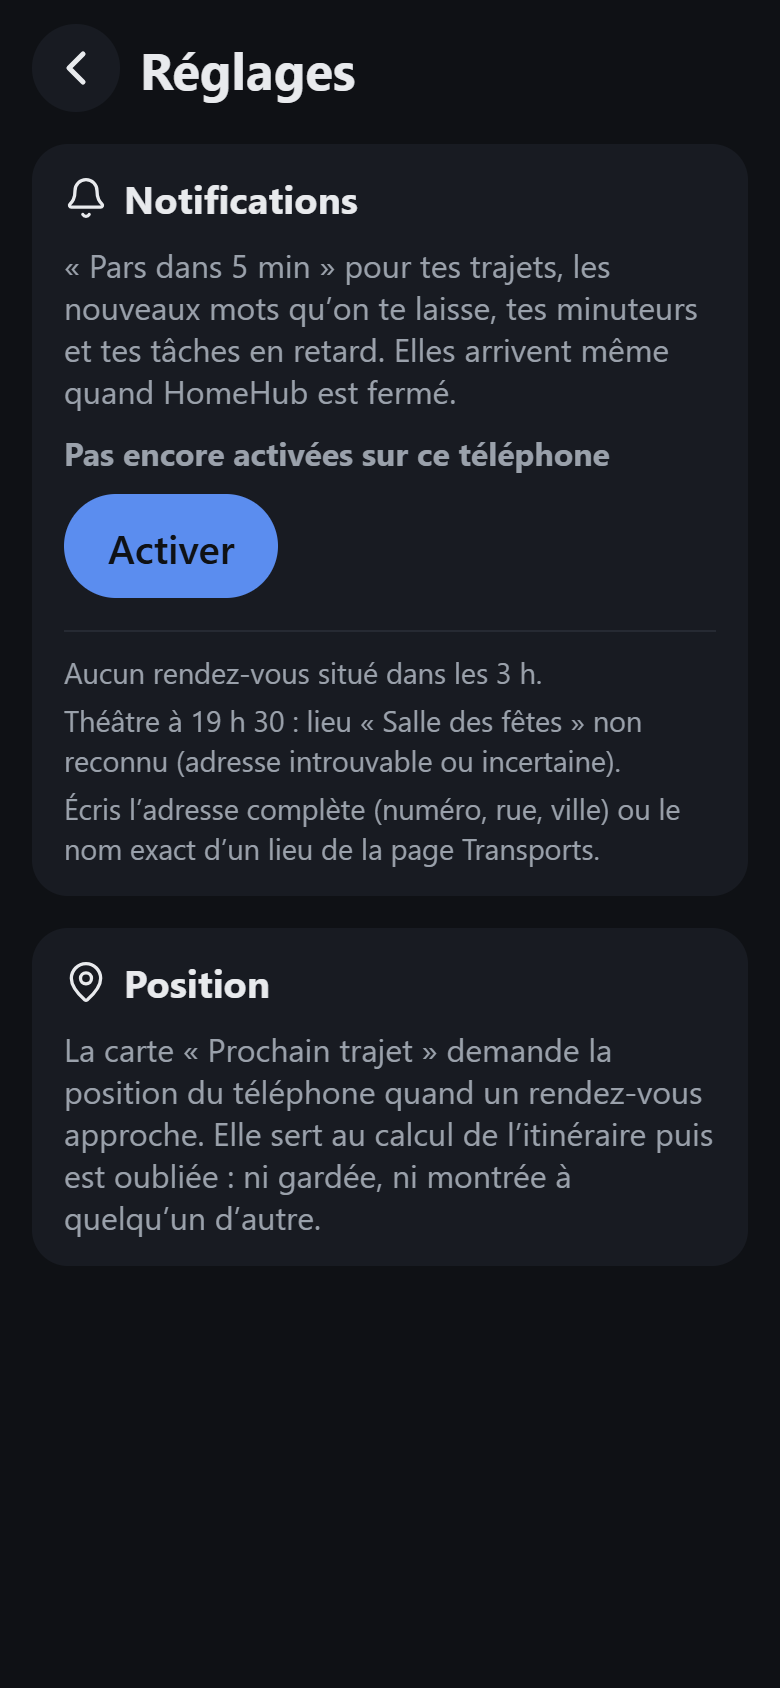 Réglages
Notifications
« Pars dans 5 min » pour tes trajets, les
nouveaux mots qu’on te laisse, tes minuteurs
et tes tâches en retard. Elles arrivent même
quand HomeHub est fermé.
Pas encore activées sur ce téléphone
Activer
Aucun rendez-vous situé dans les 3 h.
Théâtre à 19 h 30 : lieu « Salle des fêtes » non
reconnu (adresse introuvable ou incertaine).
Écris l’adresse complète (numéro, rue, ville) ou le
nom exact d’un lieu de la page Transports.
Position
La carte « Prochain trajet » demande la
position du téléphone quand un rendez-vous
approche. Elle sert au calcul de l’itinéraire puis
est oubliée : ni gardée, ni montrée à
quelqu’un d’autre.